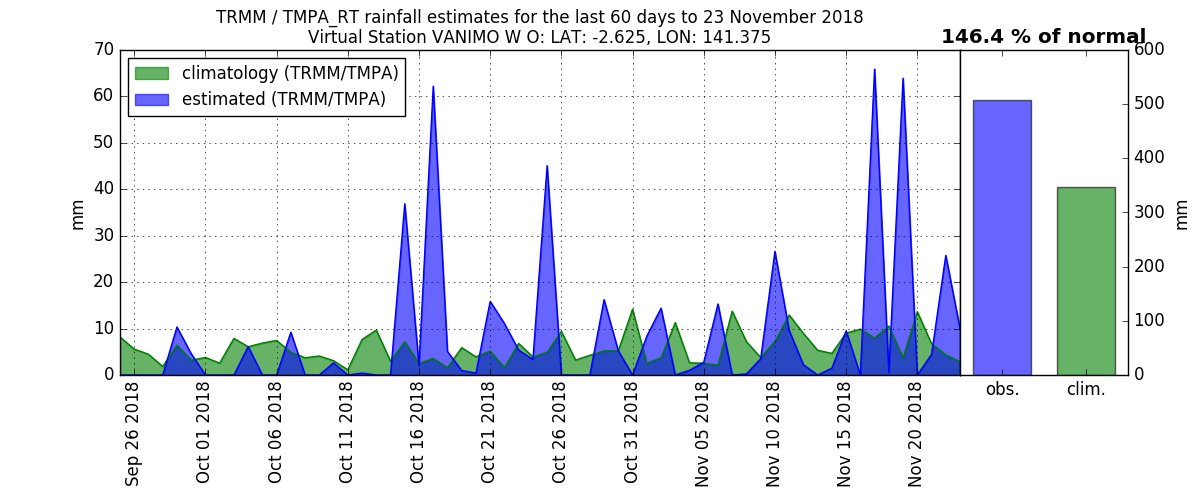 TRMM / TMPA_RT rainfall estimates for the last 60 days to 23 November 2018
Virtual Station VANIMO W O: LAT: -2.625, LON: 141.375
146.4 % of normal
climatology (TRMM/TMPA)
estimated (TRMM/TMPA)
70
60
50
40
30
20
10
0
mm
Sep 26 2018
Oct 01 2018
Oct 06 2018
Oct 11 2018
Oct 16 2018
Oct 21 2018
Oct 26 2018
Oct 31 2018
Nov 05 2018
Nov 10 2018
Nov 15 2018
Nov 20 2018
600
500
400
300
200
100
0
mm
obs.
clim.